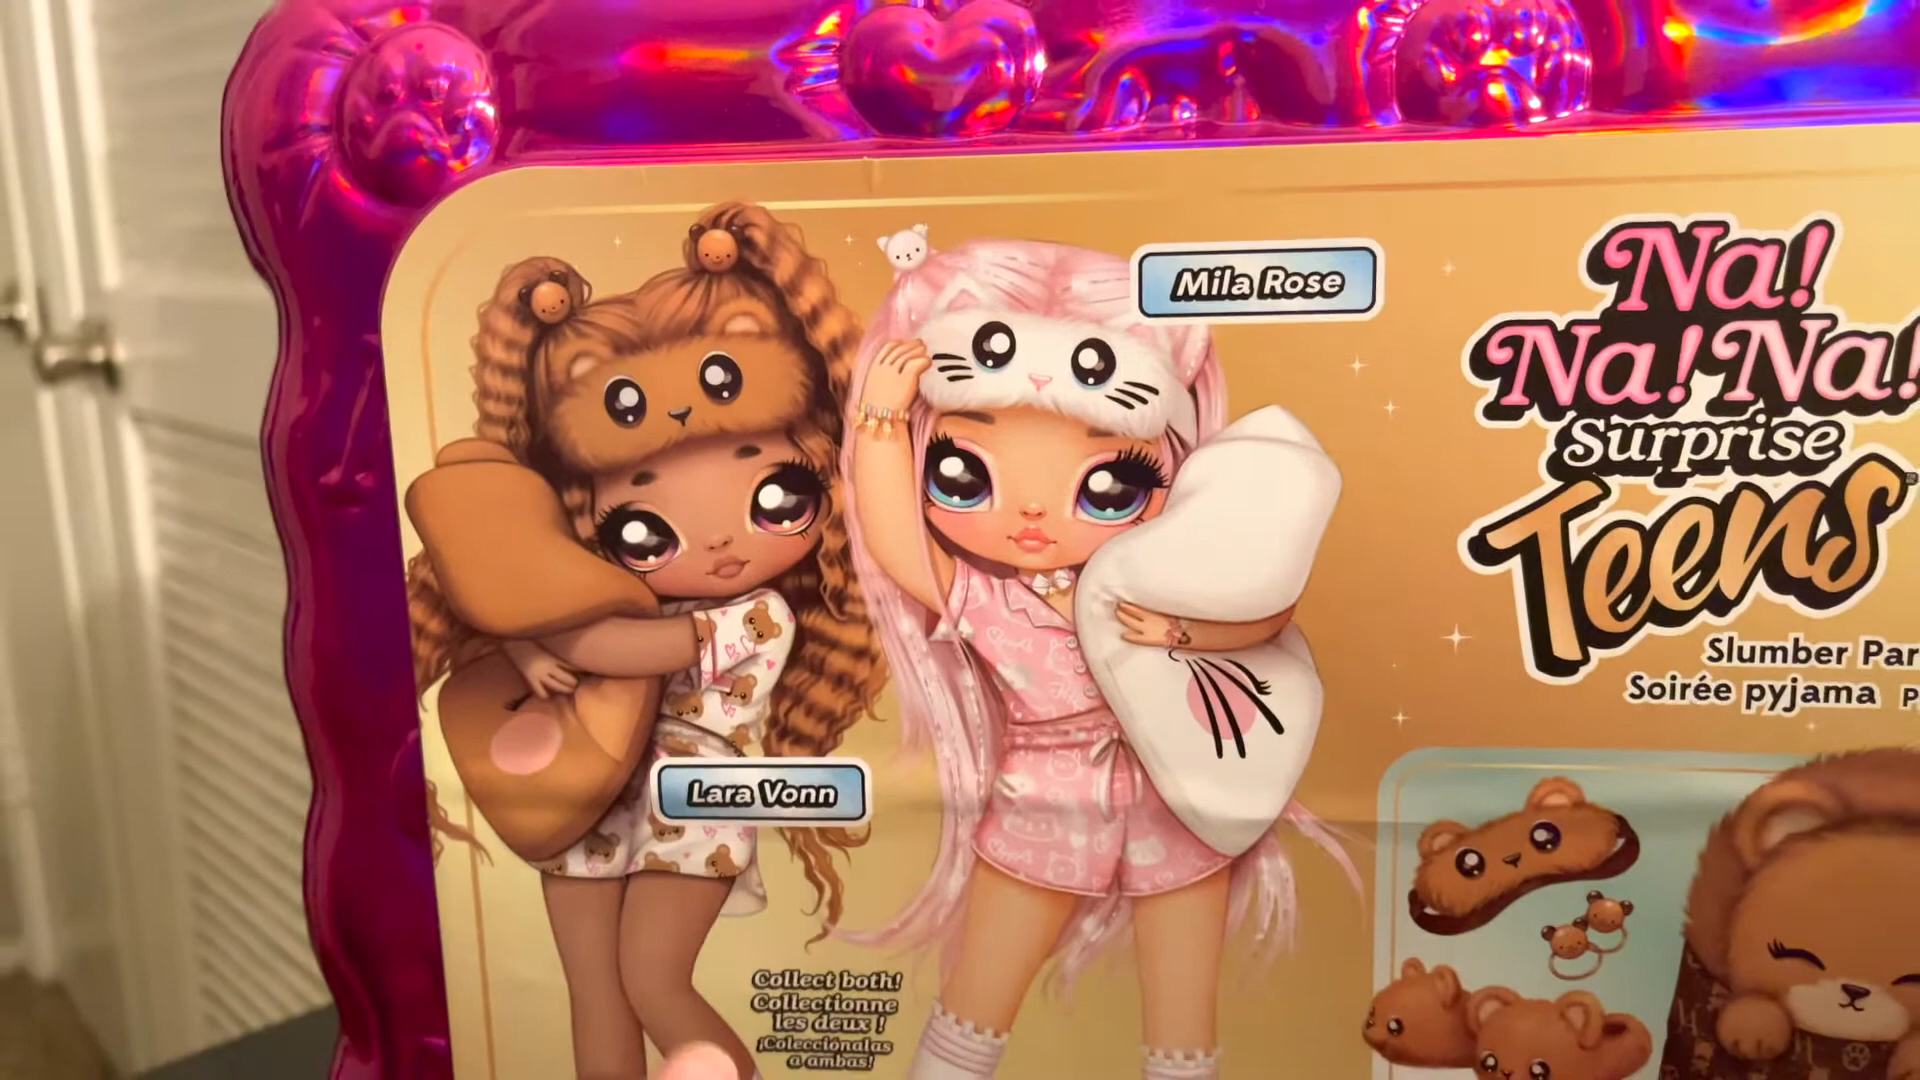 Mila Rose
Na!
Na! Na!
Surprise
Teens
Slumber Par
Soirée pyjama P
Lara Vonn
Collect both!
Collectionne
les deux !
¡Colecciónalas
a ambas!